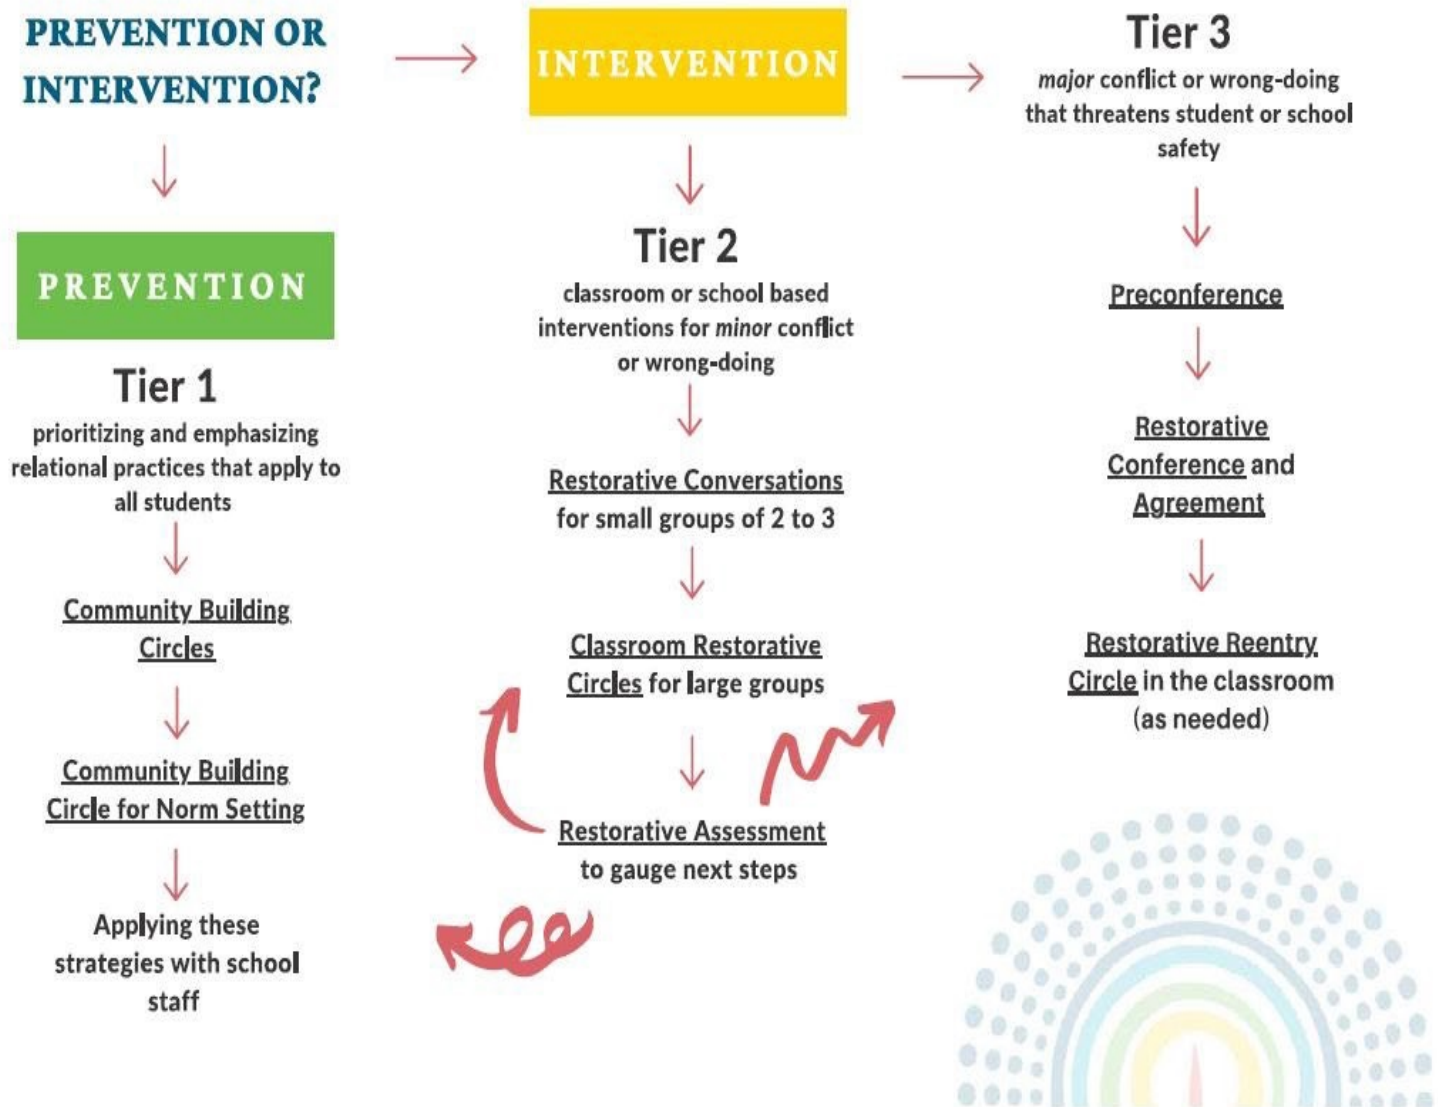 PREVENTION OR
INTERVENTION?
PREVENTION
Tier 1
prioritizing and emphasizing
relational practices that apply to
all students
Community Building
Circles
Community Building
Circle for Norm Setting
Applying these
strategies with school
staff
INTERVENTION
Tier 2
classroom or school based
interventions for minor conflict
or wrong-doing
Restorative Conversations
for small groups of 2 to 3
Classroom Restorative
Circles for large groups
Restorative Assessment
to gauge next steps
Tier 3
major conflict or wrong-doing
that threatens student or school
safety
Preconference
Restorative
Conference and
Agreement
Restorative Reentry
Circle in the classroom
(as needed)